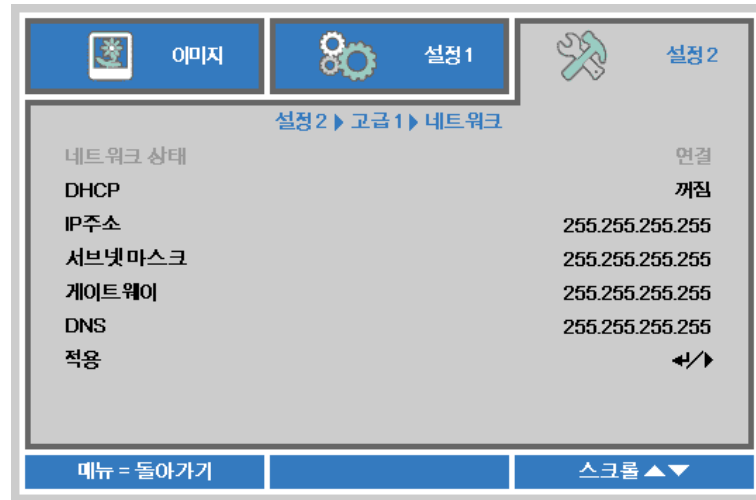 이미지
설정 1
설정 2
설정 2 ▶ 고급 1 ▶ 네트워크
네트워크 상태 연결
DHCP 꺼짐
IP주소 255.255.255.255
서브넷 마스크 255.255.255.255
게이트웨이 255.255.255.255
DNS 255.255.255.255
적용 ↵/▶
메뉴 = 돌아가기
스크롤 ▲▼